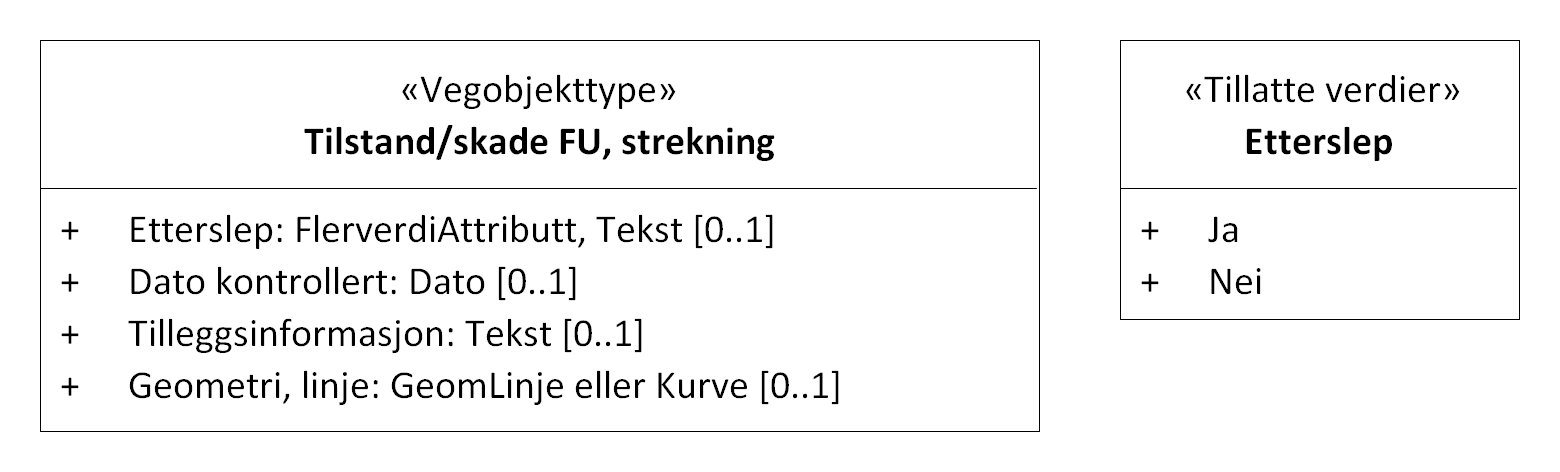 «Vegobjekttype»
Tilstand/skade FU, strekning
+ Etterslep: FlerverdiAttributt, Tekst [0..1]
+ Dato kontrollert: Dato [0..1]
+ Tilleggsinformasjon: Tekst [0..1]
+ Geometri, linje: GeomLinje eller Kurve [0..1]
«Tillatte verdier»
Etterslep
+ Ja
+ Nei